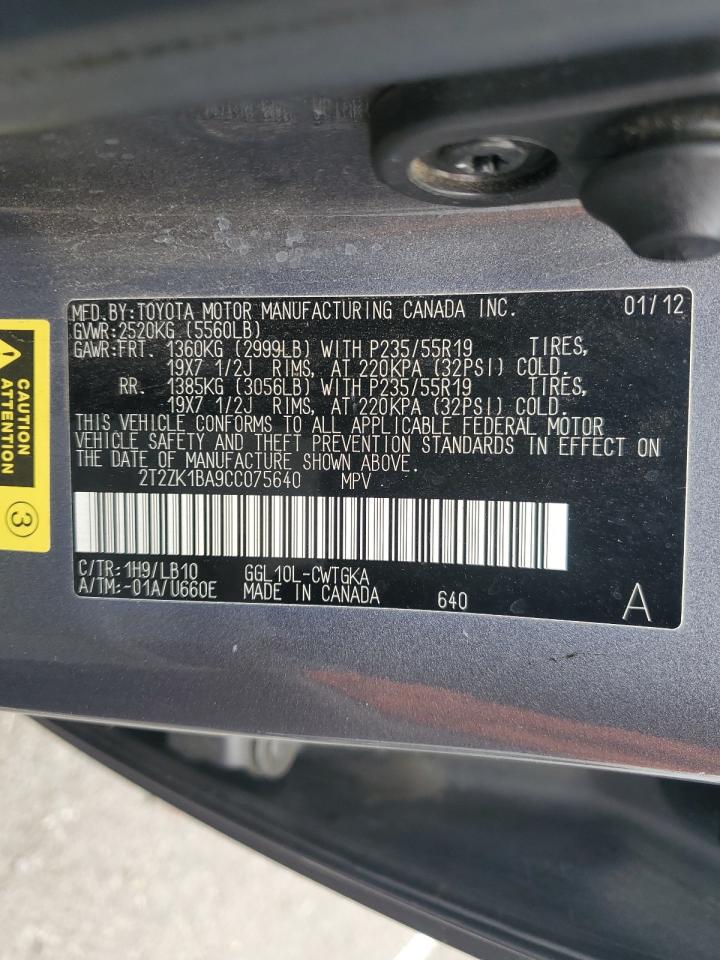 MFD.BY:TOYOTA MOTOR MANUFACTURING CANADA INC. 01/12
GVWR:2520KG (5560LB)
GAWR:FRT. 1360KG (2999LB) WITH P235/55R19 TIRES,
19X7 1/2J RIMS, AT 220KPA (32PSI) COLD.
RR. 1385KG (3056LB) WITH P235/55R19 TIRES,
19X7 1/2J RIMS, AT 220KPA (32PSI) COLD.
THIS VEHICLE CONFORMS TO ALL APPLICABLE FEDERAL MOTOR
VEHICLE SAFETY AND THEFT PREVENTION STANDARDS IN EFFECT ON
THE DATE OF MANUFACTURE SHOWN ABOVE.
2T2ZK1BA9CC075640 MPV
C/TR:1H9/LB10 GGL10L-CWTGKA
A/TM:-01A/U660E MADE IN CANADA 640 A
CAUTION
ATTENTION
3